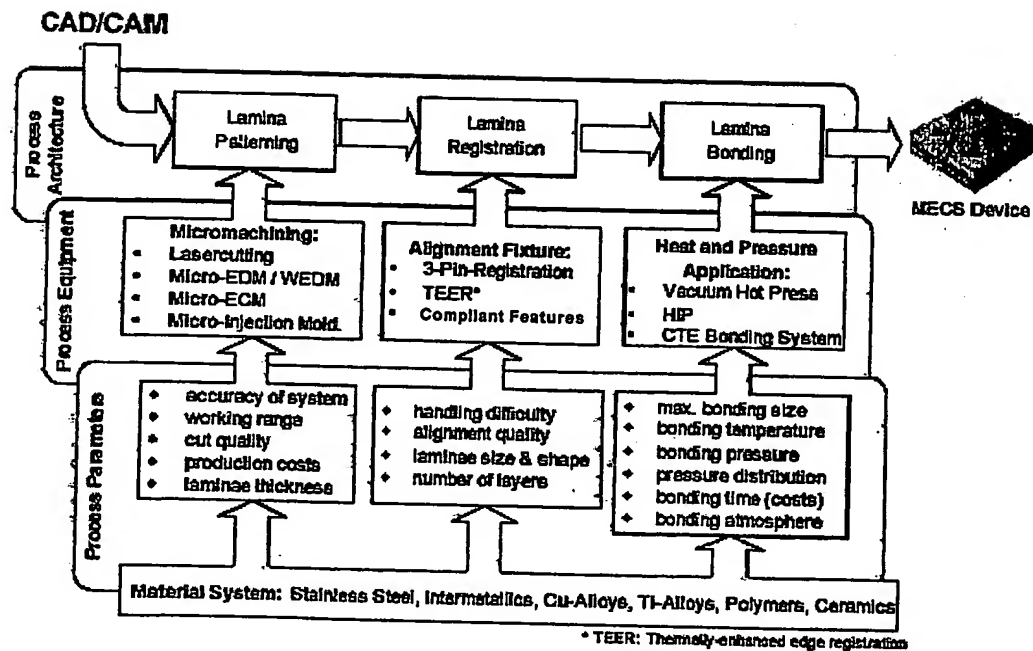 CAD/CAM
Process
Architecture
Lamina
Patterning
Lamina
Registration
Lamina
Bonding
MECS Device
Process Equipment
Micromachining:
▪ Lasercutting
▪ Micro-EDM / WEDM
▪ Micro-ECM
▪ Micro-Injection Mold.
Alignment Fixture:
• 3-Pin-Registration
▪ TEER*
▪ Compliant Features
Heat and Pressure
Application:
▪ Vacuum Hot Press
▪ HIP
▪ CTE Bonding System
Process Parameters
❖ accuracy of system
❖ working range
❖ cut quality
❖ production costs
❖ laminae thickness
❖ handling difficulty
❖ alignment quality
❖ laminae size & shape
❖ number of layers
❖ max. bonding size
❖ bonding temperature
❖ bonding pressure
❖ pressure distribution
❖ bonding time (costs)
❖ bonding atmosphere
Material System: Stainless Steel, Intermetallics, Cu-Alloys, Ti-Alloys, Polymers, Ceramics
* TEER: Thermally-enhanced edge registration